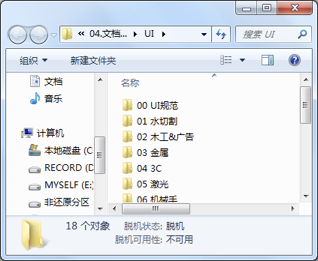 « 04.文档... ▸ UI ▸
搜索 UI
组织 ▼ 新建文件夹
文档
音乐
计算机
本地磁盘 (C
RECORD (D
MYSELF (E:
非还原分区
名称
00 UI规范
01 水切割
02 木工&广告
03 金属
04 3C
05 激光
06 机械手
18 个对象 脱机状态: 脱机
脱机可用性: 不可用